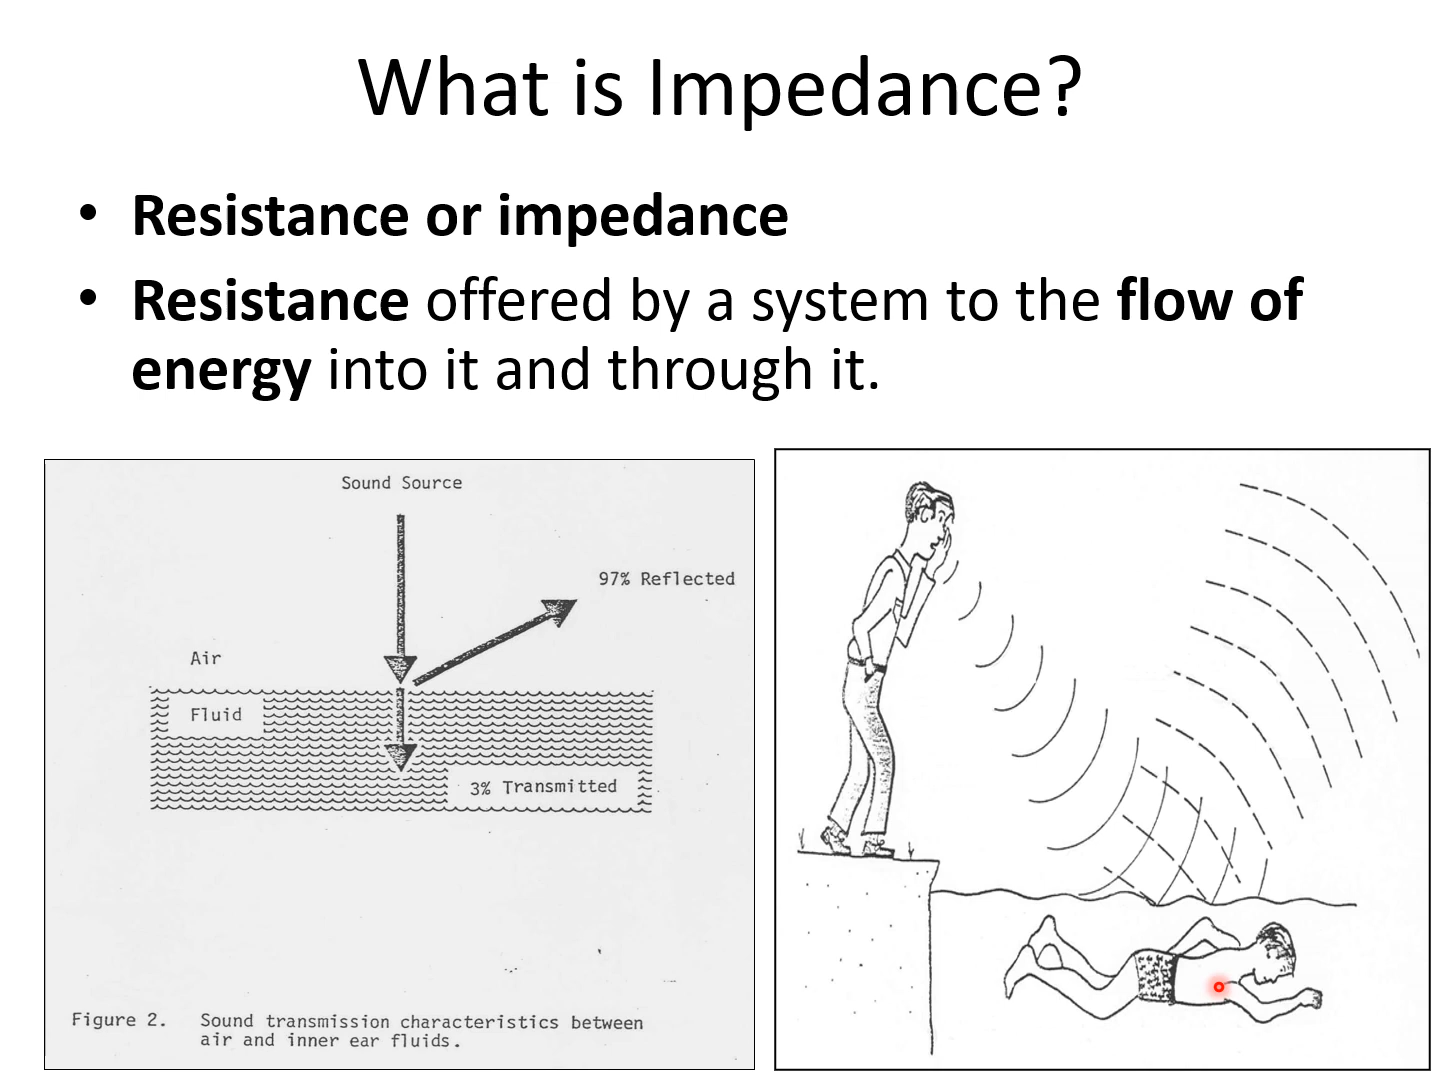 What is Impedance?
• Resistance or impedance
• Resistance offered by a system to the flow of
energy into it and through it.
Sound Source
97% Reflected
Air
Fluid
3% Transmitted
Figure 2. Sound transmission characteristics between
air and inner ear fluids.